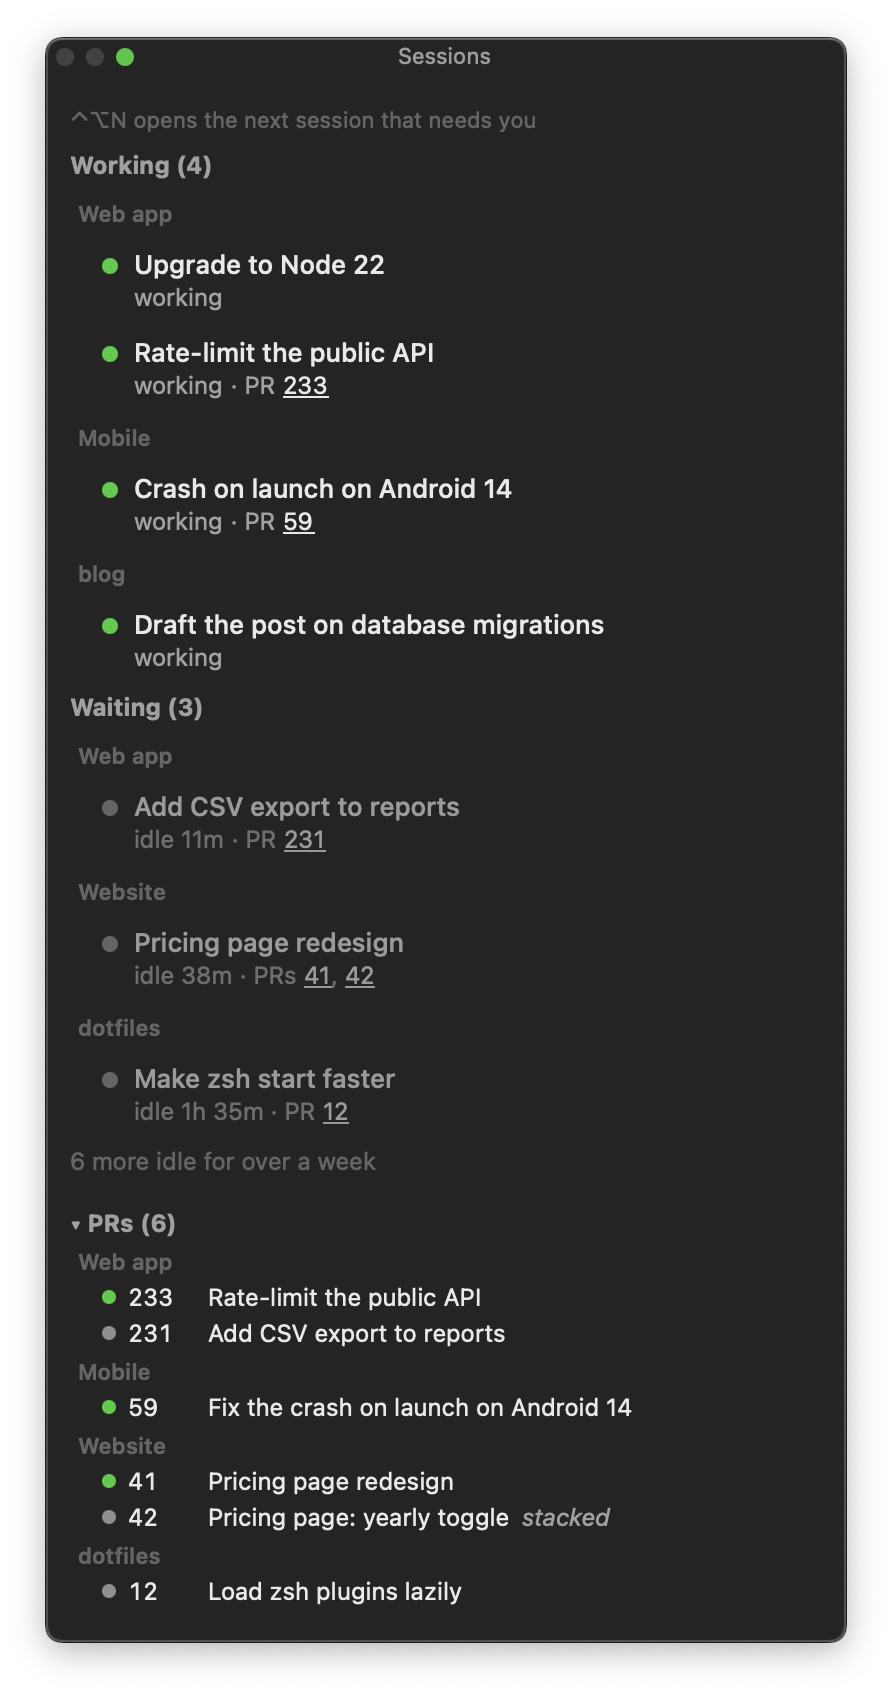 Sessions
⌃⌥N opens the next session that needs you
Working (4)
Web app
Upgrade to Node 22
working
Rate-limit the public API
working · PR 233
Mobile
Crash on launch on Android 14
working · PR 59
blog
Draft the post on database migrations
working
Waiting (3)
Web app
Add CSV export to reports
idle 11m · PR 231
Website
Pricing page redesign
idle 38m · PRs 41, 42
dotfiles
Make zsh start faster
idle 1h 35m · PR 12
6 more idle for over a week
▾ PRs (6)
Web app
233 Rate-limit the public API
231 Add CSV export to reports
Mobile
59 Fix the crash on launch on Android 14
Website
41 Pricing page redesign
42 Pricing page: yearly toggle stacked
dotfiles
12 Load zsh plugins lazily